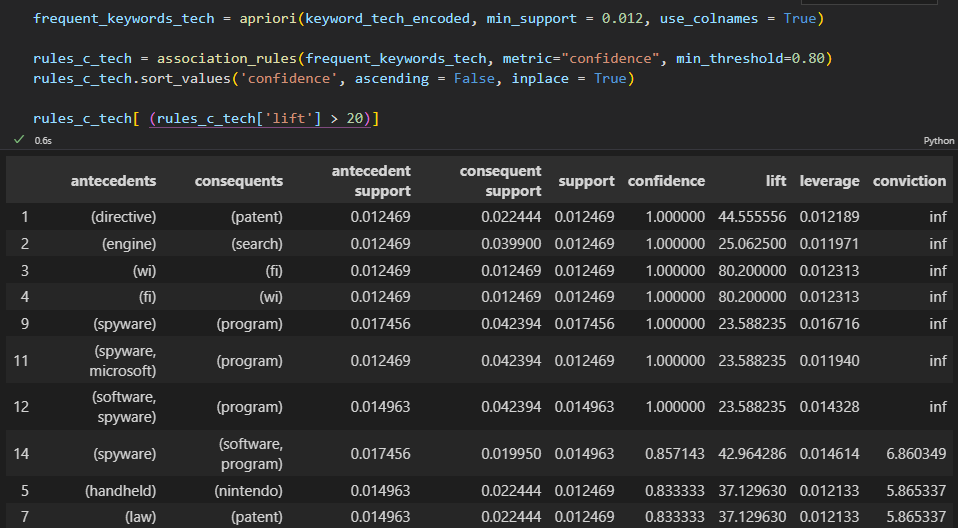 frequent_keywords_tech = apriori(keyword_tech_encoded, min_support = 0.012, use_colnames = True)
rules_c_tech = association_rules(frequent_keywords_tech, metric="confidence", min_threshold=0.80)
rules_c_tech.sort_values('confidence', ascending = False, inplace = True)
rules_c_tech[ (rules_c_tech['lift'] > 20)]
0.6s Python
antecedents consequents antecedent support consequent support support confidence lift leverage conviction
1 (directive) (patent) 0.012469 0.022444 0.012469 1.000000 44.555556 0.012189 inf
2 (engine) (search) 0.012469 0.039900 0.012469 1.000000 25.062500 0.011971 inf
3 (wi) (fi) 0.012469 0.012469 0.012469 1.000000 80.200000 0.012313 inf
4 (fi) (wi) 0.012469 0.012469 0.012469 1.000000 80.200000 0.012313 inf
9 (spyware) (program) 0.017456 0.042394 0.017456 1.000000 23.588235 0.016716 inf
11 (spyware, microsoft) (program) 0.012469 0.042394 0.012469 1.000000 23.588235 0.011940 inf
12 (software, spyware) (program) 0.014963 0.042394 0.014963 1.000000 23.588235 0.014328 inf
14 (spyware) (software, program) 0.017456 0.019950 0.014963 0.857143 42.964286 0.014614 6.860349
5 (handheld) (nintendo) 0.014963 0.022444 0.012469 0.833333 37.129630 0.012133 5.865337
7 (law) (patent) 0.014963 0.022444 0.012469 0.833333 37.129630 0.012133 5.865337